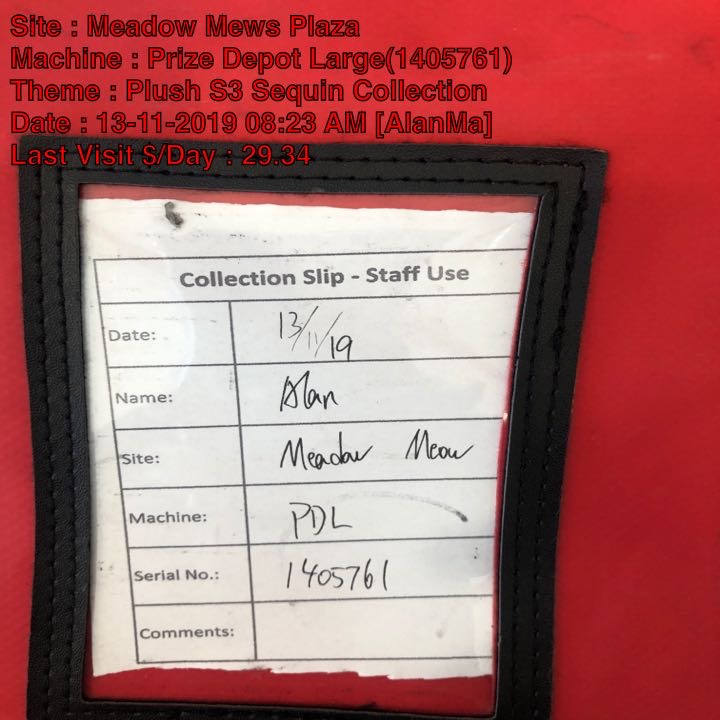 Site : Meadow Mews Plaza
Machine : Prize Depot Large(1405761)
Theme : Plush S3 Sequin Collection
Date : 13-11-2019 08:23 AM [AlanMa]
Last Visit $/Day : 29.34
Collection Slip - Staff Use
Date: 13/11/19
Name: Alan
Site: Meadow Meow
Machine: PDL
Serial No.: 1405761
Comments: